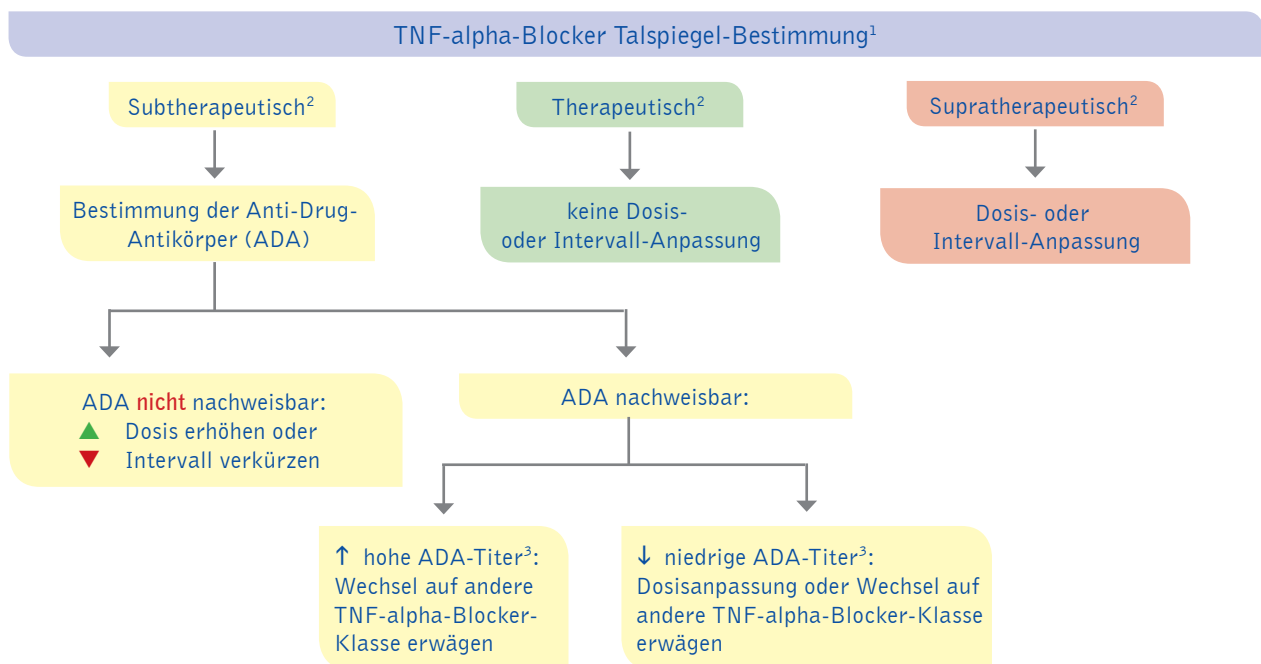 TNF-alpha-Blocker Talspiegel-Bestimmung¹
Subtherapeutisch²
Therapeutisch²
Supratherapeutisch²
Bestimmung der Anti-Drug-
Antikörper (ADA)
keine Dosis-
oder Intervall-Anpassung
Dosis- oder
Intervall-Anpassung
ADA nicht nachweisbar:
▲ Dosis erhöhen oder
▼ Intervall verkürzen
ADA nachweisbar:
↑ hohe ADA-Titer³:
Wechsel auf andere
TNF-alpha-Blocker-
Klasse erwägen
↓ niedrige ADA-Titer³:
Dosisanpassung oder Wechsel auf
andere TNF-alpha-Blocker-Klasse
erwägen